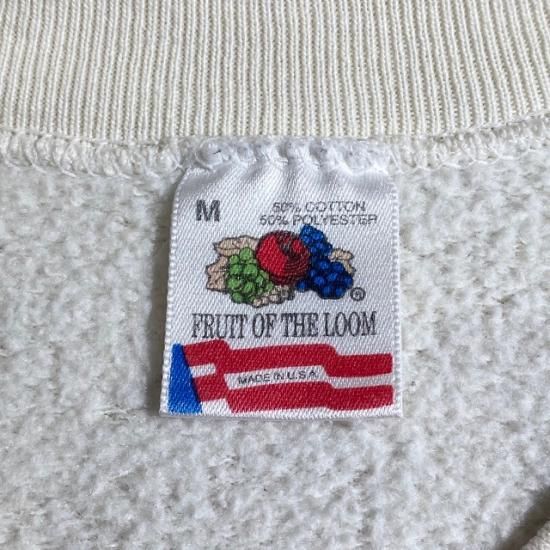 M
50% COTTON
50% POLYESTER
®
FRUIT OF THE LOOM
MADE IN U.S.A.